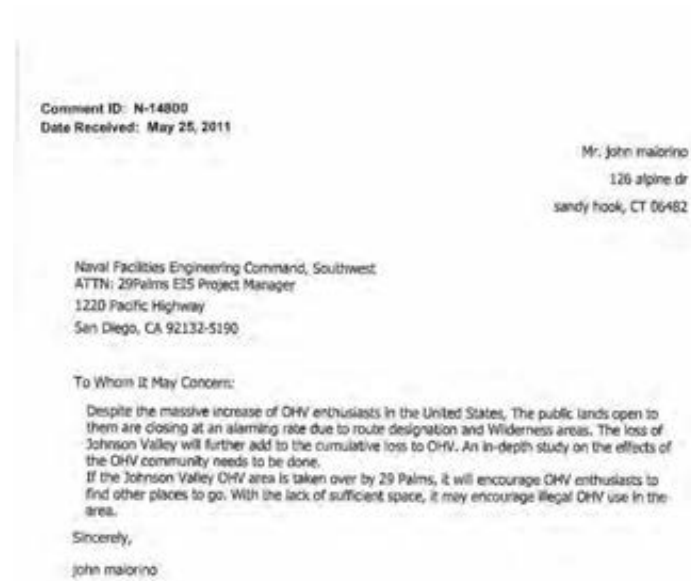 Comment ID: N-14800
Date Received: May 25, 2011
Mr. john maiorino
126 alpine dr
sandy hook, CT 06482
Naval Facilities Engineering Command, Southwest
ATTN: 29Palms EIS Project Manager
1220 Pacific Highway
San Diego, CA 92132-5190
To Whom It May Concern:
Despite the massive increase of OHV enthusiasts in the United States, The public lands open to
them are closing at an alarming rate due to route designation and Wilderness areas. The loss of
Johnson Valley will further add to the cumulative loss to OHV. An in-depth study on the effects of
the OHV community needs to be done.
If the Johnson Valley OHV area is taken over by 29 Palms, it will encourage OHV enthusiasts to
find other places to go. With the lack of sufficient space, it may encourage illegal OHV use in the
area.
Sincerely,
john maiorino